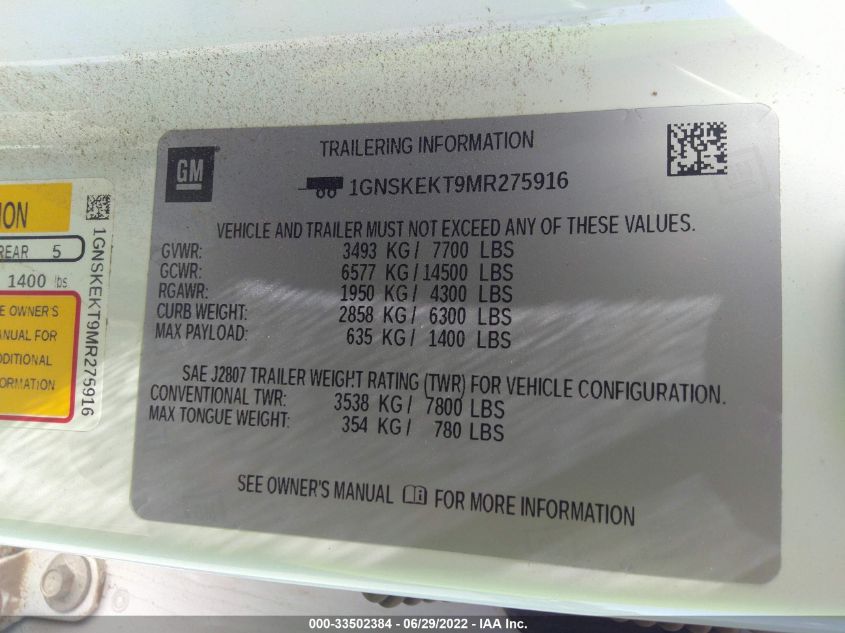 GM
TRAILERING INFORMATION
1GNSKEKT9MR275916
VEHICLE AND TRAILER MUST NOT EXCEED ANY OF THESE VALUES.
GVWR: 3493 KG / 7700 LBS
GCWR: 6577 KG / 14500 LBS
RGAWR: 1950 KG / 4300 LBS
CURB WEIGHT: 2858 KG / 6300 LBS
MAX PAYLOAD: 635 KG / 1400 LBS
SAE J2807 TRAILER WEIGHT RATING (TWR) FOR VEHICLE CONFIGURATION.
CONVENTIONAL TWR: 3538 KG / 7800 LBS
MAX TONGUE WEIGHT: 354 KG / 780 LBS
SEE OWNER'S MANUAL FOR MORE INFORMATION
ION
REAR 5
1400 lbs
E OWNER'S
ANUAL FOR
DDITIONAL
FORMATION
1GNSKEKT9MR275916
000-33502384 - 06/29/2022 - IAA Inc.